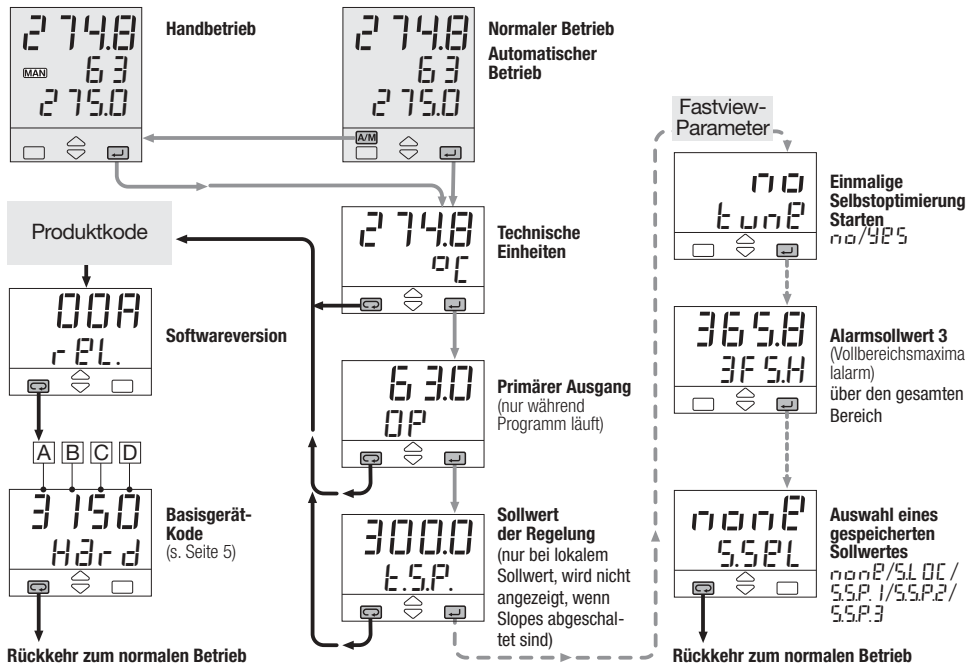 274.8
MAN
63
275.0
Handbetrieb
274.8
63
275.0
A/M
Normaler Betrieb
Automatischer
Betrieb
274.8
°C
Technische
Einheiten
Produktkode
00A
rEL.
Softwareversion
A B C D
3150
Hard
Basisgerät-
Kode
(s. Seite 5)
Rückkehr zum normalen Betrieb
63.0
OP
Primärer Ausgang
(nur während
Programm läuft)
300.0
t.S.P.
Sollwert
der Regelung
(nur bei lokalem
Sollwert, wird nicht
angezeigt, wenn
Slopes abgeschal-
tet sind)
Fastview-
Parameter
no
tunE
Einmalige
Selbstoptimierung
Starten
no/YES
365.8
3FS.H
Alarmsollwert 3
(Vollbereichsmaxima
lalarm)
über den gesamten
Bereich
nonE
S.SEL
Auswahl eines
gespeicherten
Sollwertes
nonE/S.LOC/
S.S.P.1/S.S.P.2/
S.S.P.3
Rückkehr zum normalen Betrieb